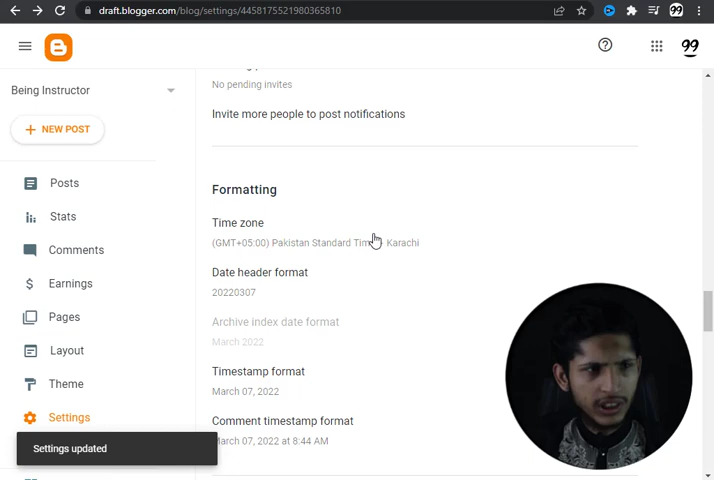 draft.blogger.com/blog/settings/4458175521980365810
99
99
Being Instructor
No pending invites
NEW POST
Invite more people to post notifications
Posts
Formatting
Stats
Time zone
(GMT+05:00) Pakistan Standard Karachi
Comments
Date header format
Earnings
20220307
Pages
Archive index date format
March 2022
Layout
Timestamp format
Theme
March 07, 2022
Settings
Comment timestamp format
March 07, 2022 at 8:44 AM
Settings updated